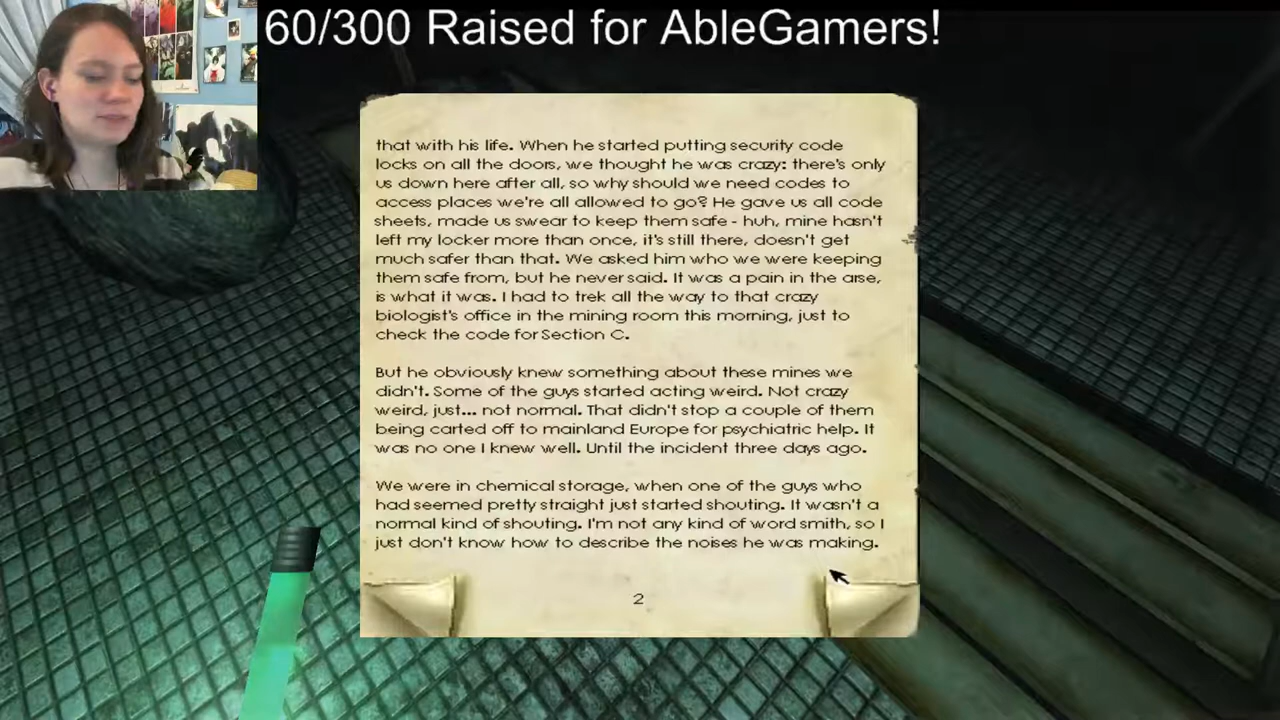 60/300 Raised for AbleGamers!
that with his life. When he started putting security code
locks on all the doors, we thought he was crazy: there's only
us down here after all, so why should we need codes to
access places we're all allowed to go? He gave us all code
sheets, made us swear to keep them safe - huh, mine hasn't
left my locker more than once, it's still there, doesn't get
much safer than that. We asked him who we were keeping
them safe from, but he never said. It was a pain in the arse,
is what it was. I had to trek all the way to that crazy
biologist's office in the mining room this morning, just to
check the code for Section C.
But he obviously knew something about these mines we
didn't. Some of the guys started acting weird. Not crazy
weird, just... not normal. That didn't stop a couple of them
being carted off to mainland Europe for psychiatric help. It
was no one I knew well. Until the incident three days ago.
We were in chemical storage, when one of the guys who
had seemed pretty straight just started shouting. It wasn't a
normal kind of shouting. I'm not any kind of word smith, so I
just don't know how to describe the noises he was making.
2